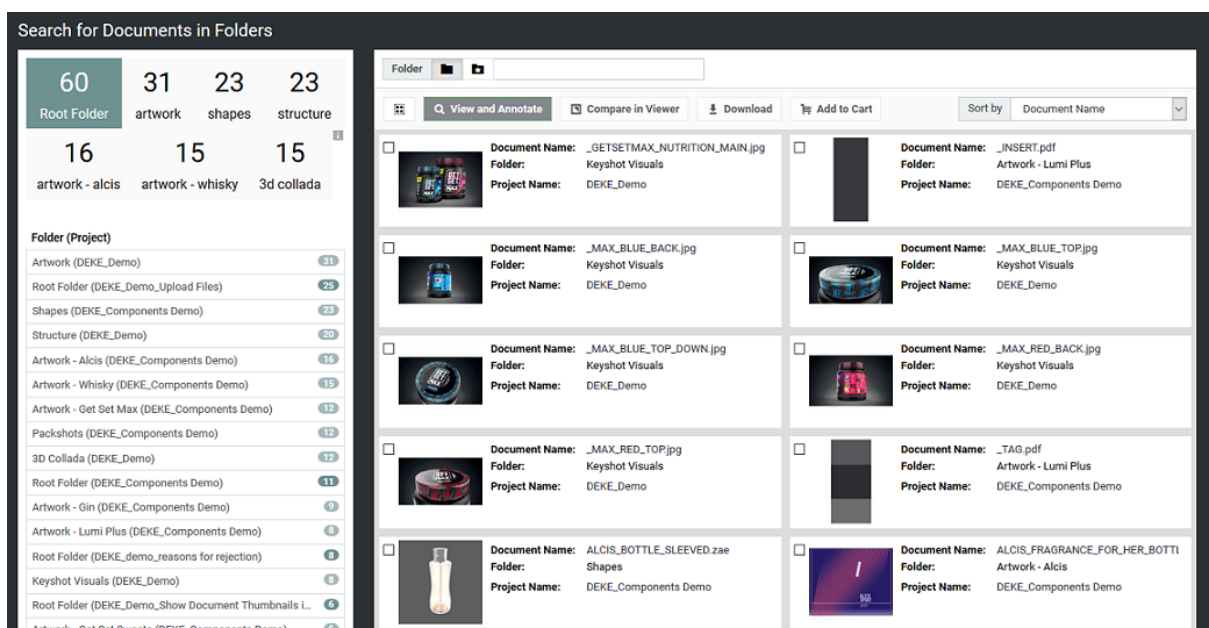 Search for Documents in Folders
60
Root Folder
31
artwork
23
shapes
23
structure
16
artwork - alcis
15
artwork - whisky
15
3d collada
Folder (Project)
Artwork (DEKE_Demo) 31
Root Folder (DEKE_Demo_Upload Files) 25
Shapes (DEKE_Components Demo) 23
Structure (DEKE_Demo) 20
Artwork - Alcis (DEKE_Components Demo) 16
Artwork - Whisky (DEKE_Components Demo) 15
Artwork - Get Set Max (DEKE_Components Demo) 12
Packshots (DEKE_Components Demo) 12
3D Collada (DEKE_Demo) 12
Root Folder (DEKE_Components Demo) 11
Artwork - Gin (DEKE_Components Demo) 9
Artwork - Lumi Plus (DEKE_Components Demo) 8
Root Folder (DEKE_demo_reasons for rejection) 8
Keyshot Visuals (DEKE_Demo) 8
Root Folder (DEKE_Demo_Show Document Thumbnails i... 6
Folder
View and Annotate Compare in Viewer Download Add to Cart Sort by Document Name
Document Name: _GETSETMAX_NUTRITION_MAIN.jpg
Folder: Keyshot Visuals
Project Name: DEKE_Demo
Document Name: _INSERT.pdf
Folder: Artwork - Lumi Plus
Project Name: DEKE_Components Demo
Document Name: _MAX_BLUE_BACK.jpg
Folder: Keyshot Visuals
Project Name: DEKE_Demo
Document Name: _MAX_BLUE_TOP.jpg
Folder: Keyshot Visuals
Project Name: DEKE_Demo
Document Name: _MAX_BLUE_TOP_DOWN.jpg
Folder: Keyshot Visuals
Project Name: DEKE_Demo
Document Name: _MAX_RED_BACK.jpg
Folder: Keyshot Visuals
Project Name: DEKE_Demo
Document Name: _MAX_RED_TOP.jpg
Folder: Keyshot Visuals
Project Name: DEKE_Demo
Document Name: _TAG.pdf
Folder: Artwork - Lumi Plus
Project Name: DEKE_Components Demo
Document Name: ALCIS_BOTTLE_SLEEVED.zae
Folder: Shapes
Project Name: DEKE_Components Demo
Document Name: ALCIS_FRAGRANCE_FOR_HER_BOTTL
Folder: Artwork - Alcis
Project Name: DEKE_Components Demo